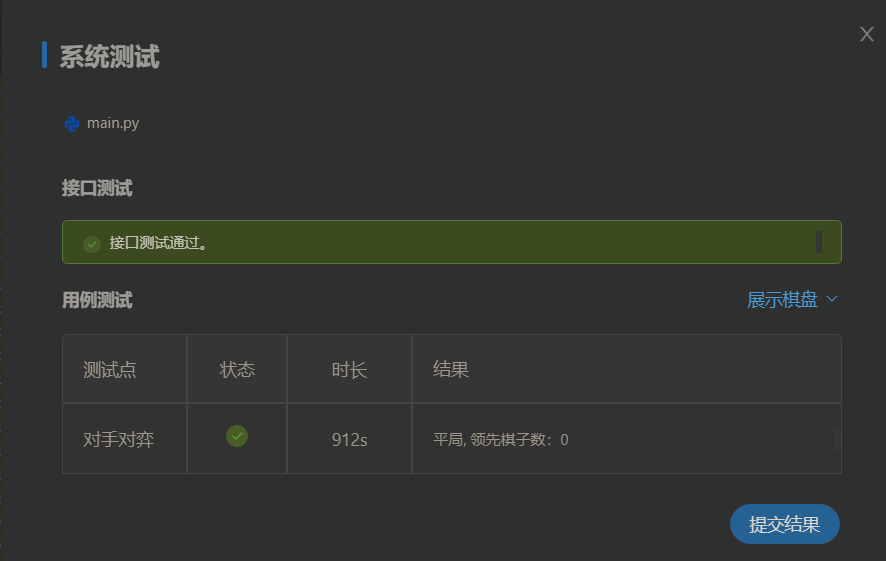 系统测试
main.py
接口测试
接口测试通过。
用例测试 展示棋盘
测试点 状态 时长 结果
对手对弈 912s 平局, 领先棋子数：0
提交结果